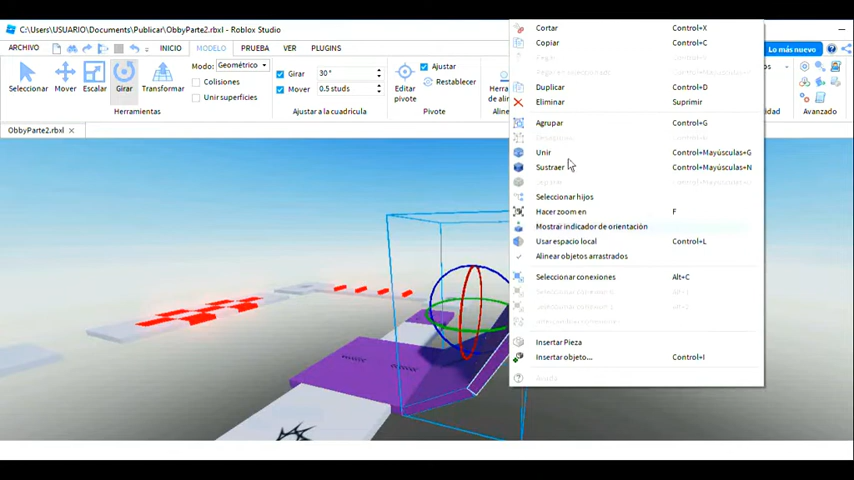 C:\Users\USUARIO\Documents\Publicar\ObbyParte2.rbxl - Roblox Studio
ARCHIVO INICIO MODELO PRUEBA VER PLUGINS
Lo más nuevo
Seleccionar Mover Escalar Girar Transformar
Modo: Geométrico
Colisiones
Unir superficies
Herramientas
Girar 30°
Mover 0.5 studs
Ajustar a la cuadrícula
Editar pivote
Ajustar
Restablecer
Pivote
Avanzado
ObbyParte2.rbxl
Cortar Control+X
Copiar Control+C
Duplicar Control+D
Eliminar Suprimir
Agrupar Control+G
Unir Control+Mayúsculas+G
Sustraer Control+Mayúsculas+N
Seleccionar hijos
Hacer zoom en F
Mostrar indicador de orientación
Usar espacio local Control+L
Alinear objetos arrastrados
Seleccionar conexiones Alt+C
Insertar Pieza
Insertar objeto... Control+I
Ayuda